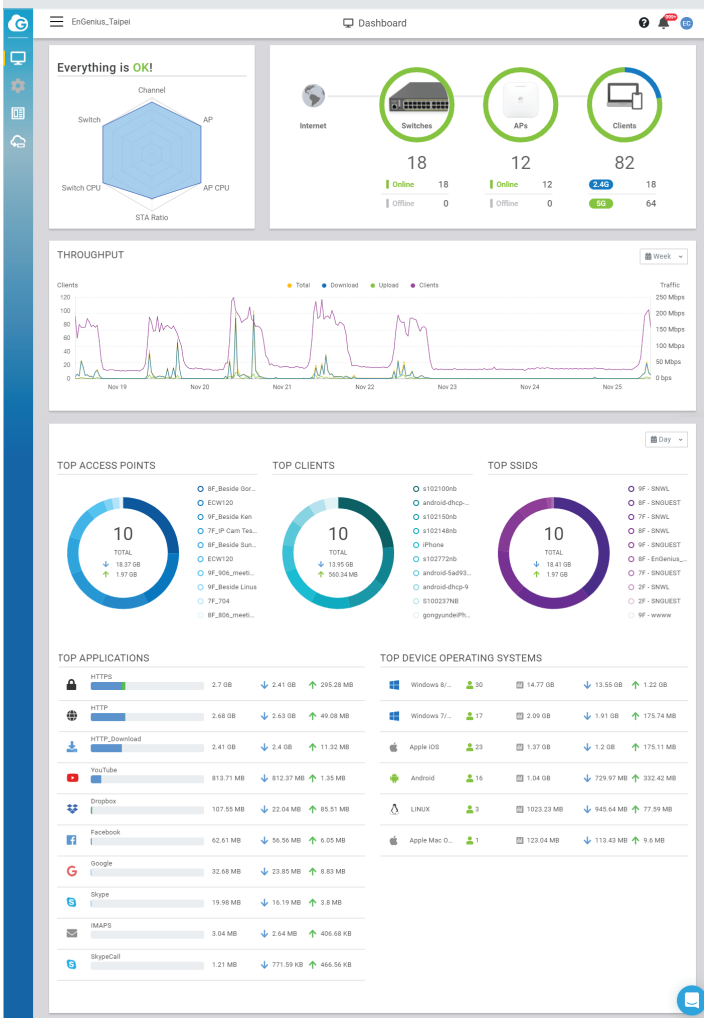 EnGenius_Taipei
Dashboard
999+
EC
Everything is OK!
Channel
Switch
AP
Switch CPU
AP CPU
STA Ratio
Internet
Switches
APs
Clients
18
12
82
Online 18
Online 12
2.4G 18
Offline 0
Offline 0
5G 64
THROUGHPUT
Week
Clients
Total
Download
Upload
Clients
Traffic
120
100
80
60
40
20
0
250 Mbps
200 Mbps
150 Mbps
100 Mbps
50 Mbps
0 bps
Nov 19
Nov 20
Nov 21
Nov 22
Nov 23
Nov 24
Nov 25
Day
TOP ACCESS POINTS
10
TOTAL
18.37 GB
1.97 GB
8F_Beside Gor...
ECW120
9F_Beside Ken
7F_IP Cam Tes...
8F_Beside Sun...
ECW120
9F_906_meeti...
9F_Beside Linus
7F_704
8F_806_meeti...
TOP CLIENTS
10
TOTAL
13.95 GB
560.34 MB
s102100nb
android-dhcp-...
s102150nb
s102148nb
iPhone
s102772nb
android-5ad93...
android-dhcp-9
S100237NB
gongyundeiPh...
TOP SSIDS
10
TOTAL
18.41 GB
1.97 GB
9F - SNWL
8F - SNGUEST
7F - SNWL
8F - SNWL
9F - SNGUEST
8F - EnGenius_...
7F - SNGUEST
2F - SNWL
2F - SNGUEST
9F - wwww
TOP APPLICATIONS
HTTPS
2.7 GB 2.41 GB 295.28 MB
HTTP
2.68 GB 2.63 GB 49.08 MB
HTTP_Download
2.41 GB 2.4 GB 11.32 MB
YouTube
813.71 MB 812.37 MB 1.35 MB
Dropbox
107.55 MB 22.04 MB 85.51 MB
Facebook
62.61 MB 56.56 MB 6.05 MB
Google
32.68 MB 23.85 MB 8.83 MB
Skype
19.98 MB 16.19 MB 3.8 MB
IMAPS
3.04 MB 2.64 MB 406.68 KB
SkypeCall
1.21 MB 771.59 KB 466.56 KB
TOP DEVICE OPERATING SYSTEMS
Windows 8/... 30 14.77 GB 13.55 GB 1.22 GB
Windows 7/... 17 2.09 GB 1.91 GB 175.74 MB
Apple iOS 23 1.37 GB 1.2 GB 175.11 MB
Android 16 1.04 GB 729.97 MB 332.42 MB
LINUX 3 1023.23 MB 945.64 MB 77.59 MB
Apple Mac O... 1 123.04 MB 113.43 MB 9.6 MB